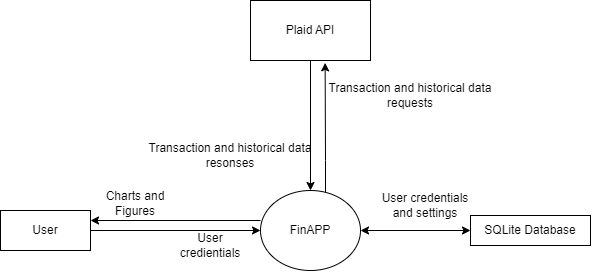 Plaid API
Transaction and historical data
requests
Transaction and historical data
resonses
Charts and
Figures
User credentials
and settings
User
FinAPP
SQLite Database
User
credientials